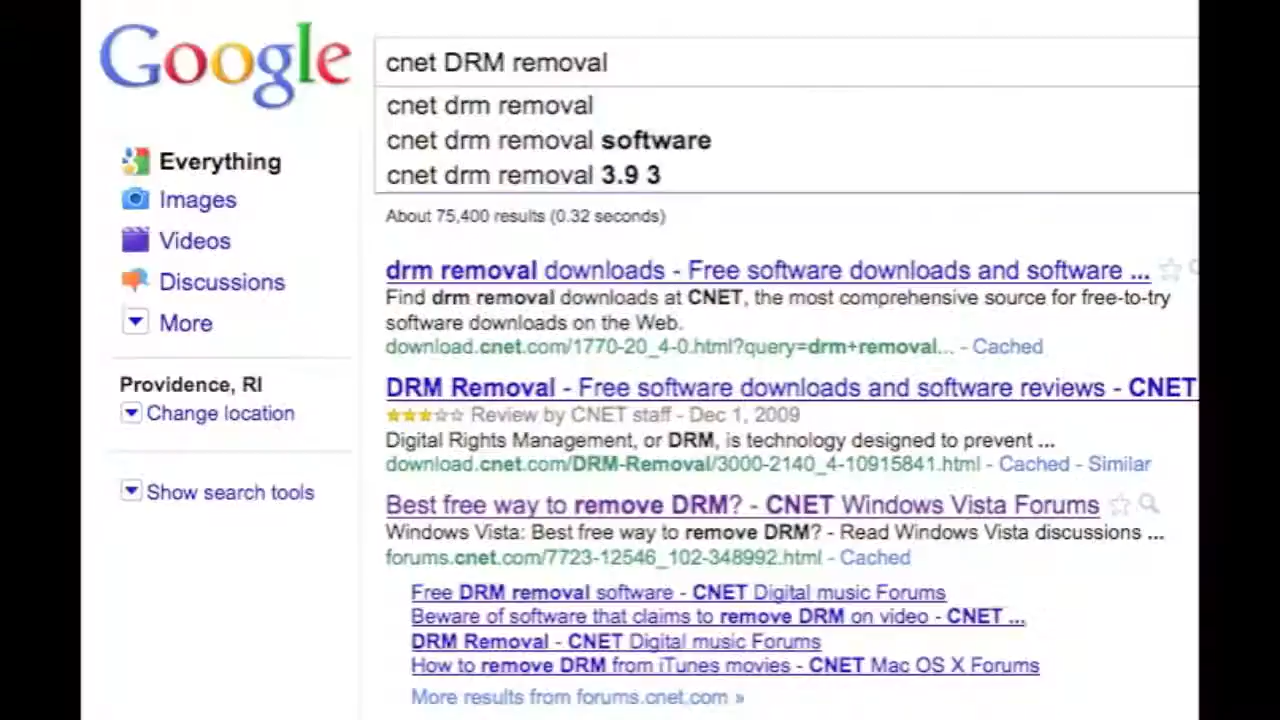 Google
cnet DRM removal
cnet drm removal
cnet drm removal software
cnet drm removal 3.9 3
About 75,400 results (0.32 seconds)
Everything
Images
Videos
Discussions
More
Providence, RI
Change location
Show search tools
drm removal downloads - Free software downloads and software ...
Find drm removal downloads at CNET, the most comprehensive source for free-to-try
software downloads on the Web.
download.cnet.com/1770-20_4-0.html?query=drm+removal... - Cached
DRM Removal - Free software downloads and software reviews - CNET
Review by CNET staff - Dec 1, 2009
Digital Rights Management, or DRM, is technology designed to prevent ...
download.cnet.com/DRM-Removal/3000-2140_4-10915841.html - Cached - Similar
Best free way to remove DRM? - CNET Windows Vista Forums
Windows Vista: Best free way to remove DRM? - Read Windows Vista discussions ...
forums.cnet.com/7723-12546_102-348992.html - Cached
Free DRM removal software - CNET Digital music Forums
Beware of software that claims to remove DRM on video - CNET ...
DRM Removal - CNET Digital music Forums
How to remove DRM from iTunes movies - CNET Mac OS X Forums
More results from forums.cnet.com »